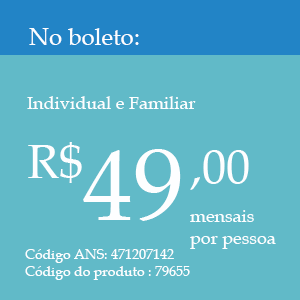 No boleto:
Individual e Familiar
R$49,00
mensais
por pessoa
Código ANS: 471207142
Código do produto : 79655